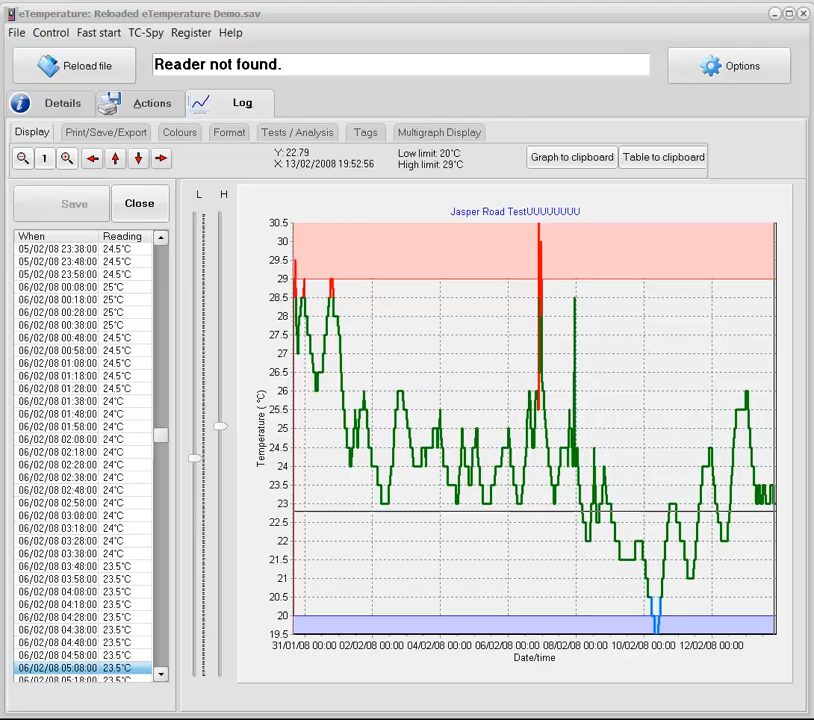 eTemperature: Reloaded eTemperature Demo.sav
File Control Fast start TC-Spy Register Help
Reload file
Reader not found.
Options
Details
Actions
Log
Display
Print/Save/Export
Colours
Format
Tests / Analysis
Tags
Multigraph Display
1
Y: 22.79
X: 13/02/2008 19:52:56
Low limit: 20°C
High limit: 29°C
Graph to clipboard
Table to clipboard
Save
Close
L H
When Reading
05/02/08 23:38:00 24.5°C
05/02/08 23:48:00 24.5°C
05/02/08 23:58:00 24.5°C
06/02/08 00:08:00 25°C
06/02/08 00:18:00 25°C
06/02/08 00:28:00 25°C
06/02/08 00:38:00 25°C
06/02/08 00:48:00 24.5°C
06/02/08 00:58:00 24.5°C
06/02/08 01:08:00 24.5°C
06/02/08 01:18:00 24.5°C
06/02/08 01:28:00 24.5°C
06/02/08 01:38:00 24°C
06/02/08 01:48:00 24°C
06/02/08 01:58:00 24°C
06/02/08 02:08:00 24°C
06/02/08 02:18:00 24°C
06/02/08 02:28:00 24°C
06/02/08 02:38:00 24°C
06/02/08 02:48:00 24°C
06/02/08 02:58:00 24°C
06/02/08 03:08:00 24°C
06/02/08 03:18:00 24°C
06/02/08 03:28:00 24°C
06/02/08 03:38:00 24°C
06/02/08 03:48:00 23.5°C
06/02/08 03:58:00 23.5°C
06/02/08 04:08:00 23.5°C
06/02/08 04:18:00 23.5°C
06/02/08 04:28:00 23.5°C
06/02/08 04:38:00 23.5°C
06/02/08 04:48:00 23.5°C
06/02/08 04:58:00 23.5°C
06/02/08 05:08:00 23.5°C
06/02/08 05:18:00 23.5°C
Jasper Road TestUUUUUUUU
30.5
30
29.5
29
28.5
28
27.5
27
26.5
26
25.5
25
24.5
24
23.5
23
22.5
22
21.5
21
20.5
20
19.5
Temperature ( °C)
31/01/08 00:00 02/02/08 00:00 04/02/08 00:00 06/02/08 00:00 08/02/08 00:00 10/02/08 00:00 12/02/08 00:00
Date/time